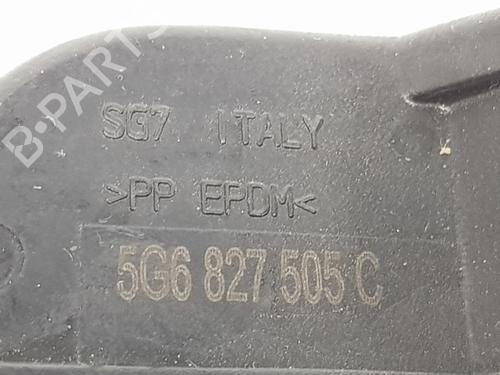 B-PARTS
SG7 ITALY
>PP EPDM<
5G6 827 505 C